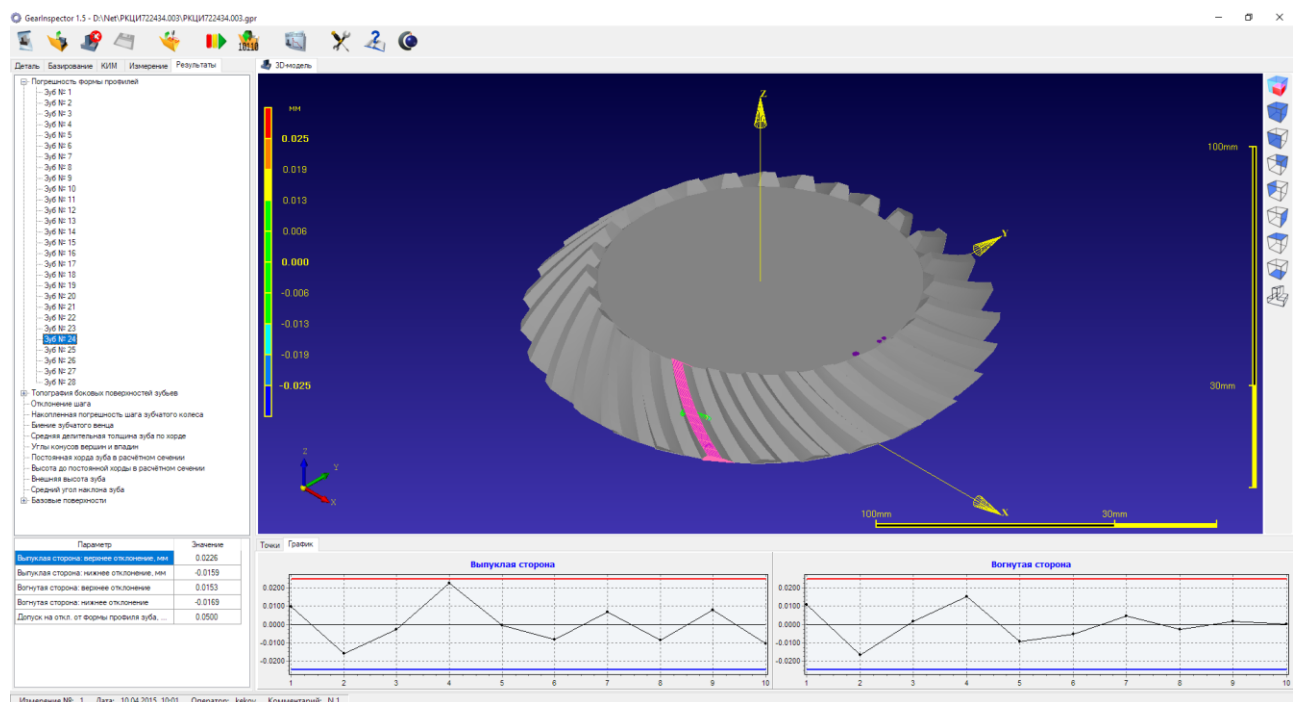 GearInspector 1.5 - D:\Net\РКЦИ722434.003\РКЦИ722434.003.gpr
Деталь Базирование КИМ Измерение Результаты
3D-модель
Погрешность формы профилей
Зуб № 1
Зуб № 2
Зуб № 3
Зуб № 4
Зуб № 5
Зуб № 6
Зуб № 7
Зуб № 8
Зуб № 9
Зуб № 10
Зуб № 11
Зуб № 12
Зуб № 13
Зуб № 14
Зуб № 15
Зуб № 16
Зуб № 17
Зуб № 18
Зуб № 19
Зуб № 20
Зуб № 21
Зуб № 22
Зуб № 23
Зуб № 24
Зуб № 25
Зуб № 26
Зуб № 27
Зуб № 28
Топография боковых поверхностей зубьев
Отклонение шага
Накопленная погрешность шага зубчатого колеса
Биение зубчатого венца
Средняя делительная толщина зуба по хорде
Углы конусов вершин и впадин
Постоянная хорда зуба в расчётном сечении
Высота до постоянной хорды в расчётном сечении
Внешняя высота зуба
Средний угол наклона зуба
Базовые поверхности
мм
0.025
0.019
0.013
0.006
0.000
-0.006
-0.013
-0.019
-0.025
Z
Y
X
Z
Y
X
100mm
30mm
100mm
30mm
Параметр Значение
Выпуклая сторона: верхнее отклонение, мм 0.0226
Выпуклая сторона: нижнее отклонение, мм -0.0159
Вогнутая сторона: верхнее отклонение 0.0153
Вогнутая сторона: нижнее отклонение -0.0169
Допуск на откл. от формы профиля зуба, ... 0.0500
Точки График
Выпуклая сторона
0.0200
0.0100
0.0000
-0.0100
-0.0200
1 2 3 4 5 6 7 8 9 10
Вогнутая сторона
0.0200
0.0100
0.0000
-0.0100
-0.0200
1 2 3 4 5 6 7 8 9 10
Измерения №: 1 Дата: 10.04.2015 10:01 Оператор: Комментарий: N 1